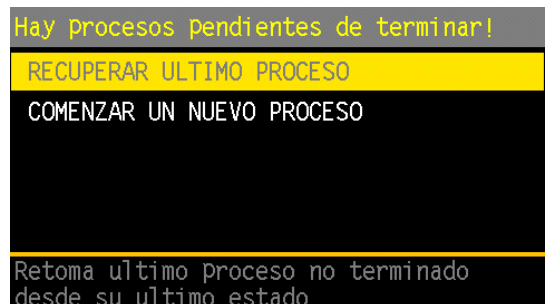 Hay procesos pendientes de terminar!
RECUPERAR ULTIMO PROCESO
COMENZAR UN NUEVO PROCESO
Retoma ultimo proceso no terminado
desde su ultimo estado